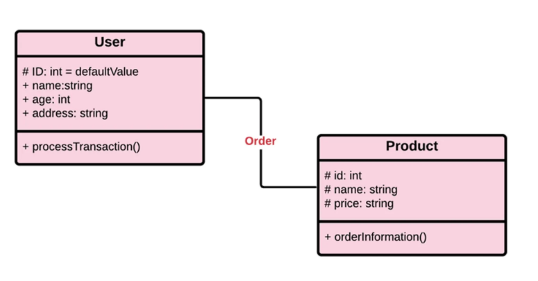 User
# ID: int = defaultValue
+ name:string
+ age: int
+ address: string
+ processTransaction()
Order
Product
# id: int
# name: string
# price: string
+ orderInformation()